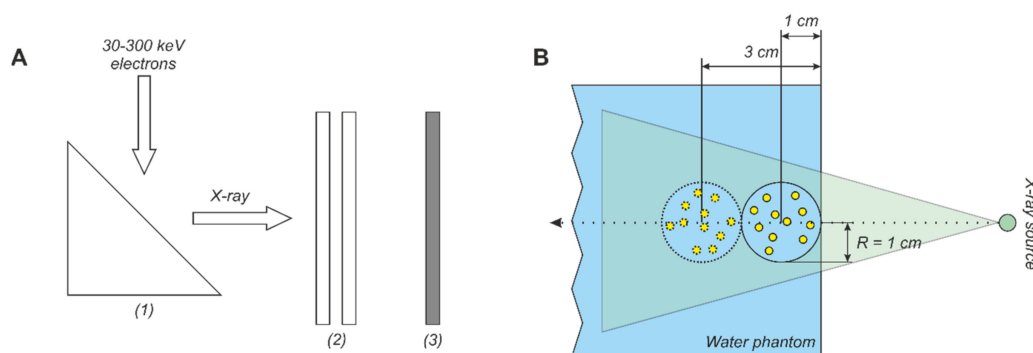 A
30-300 keV
electrons
X-ray
(1)
(2)
(3)
B
1 cm
3 cm
R = 1 cm
X-ray source
Water phantom